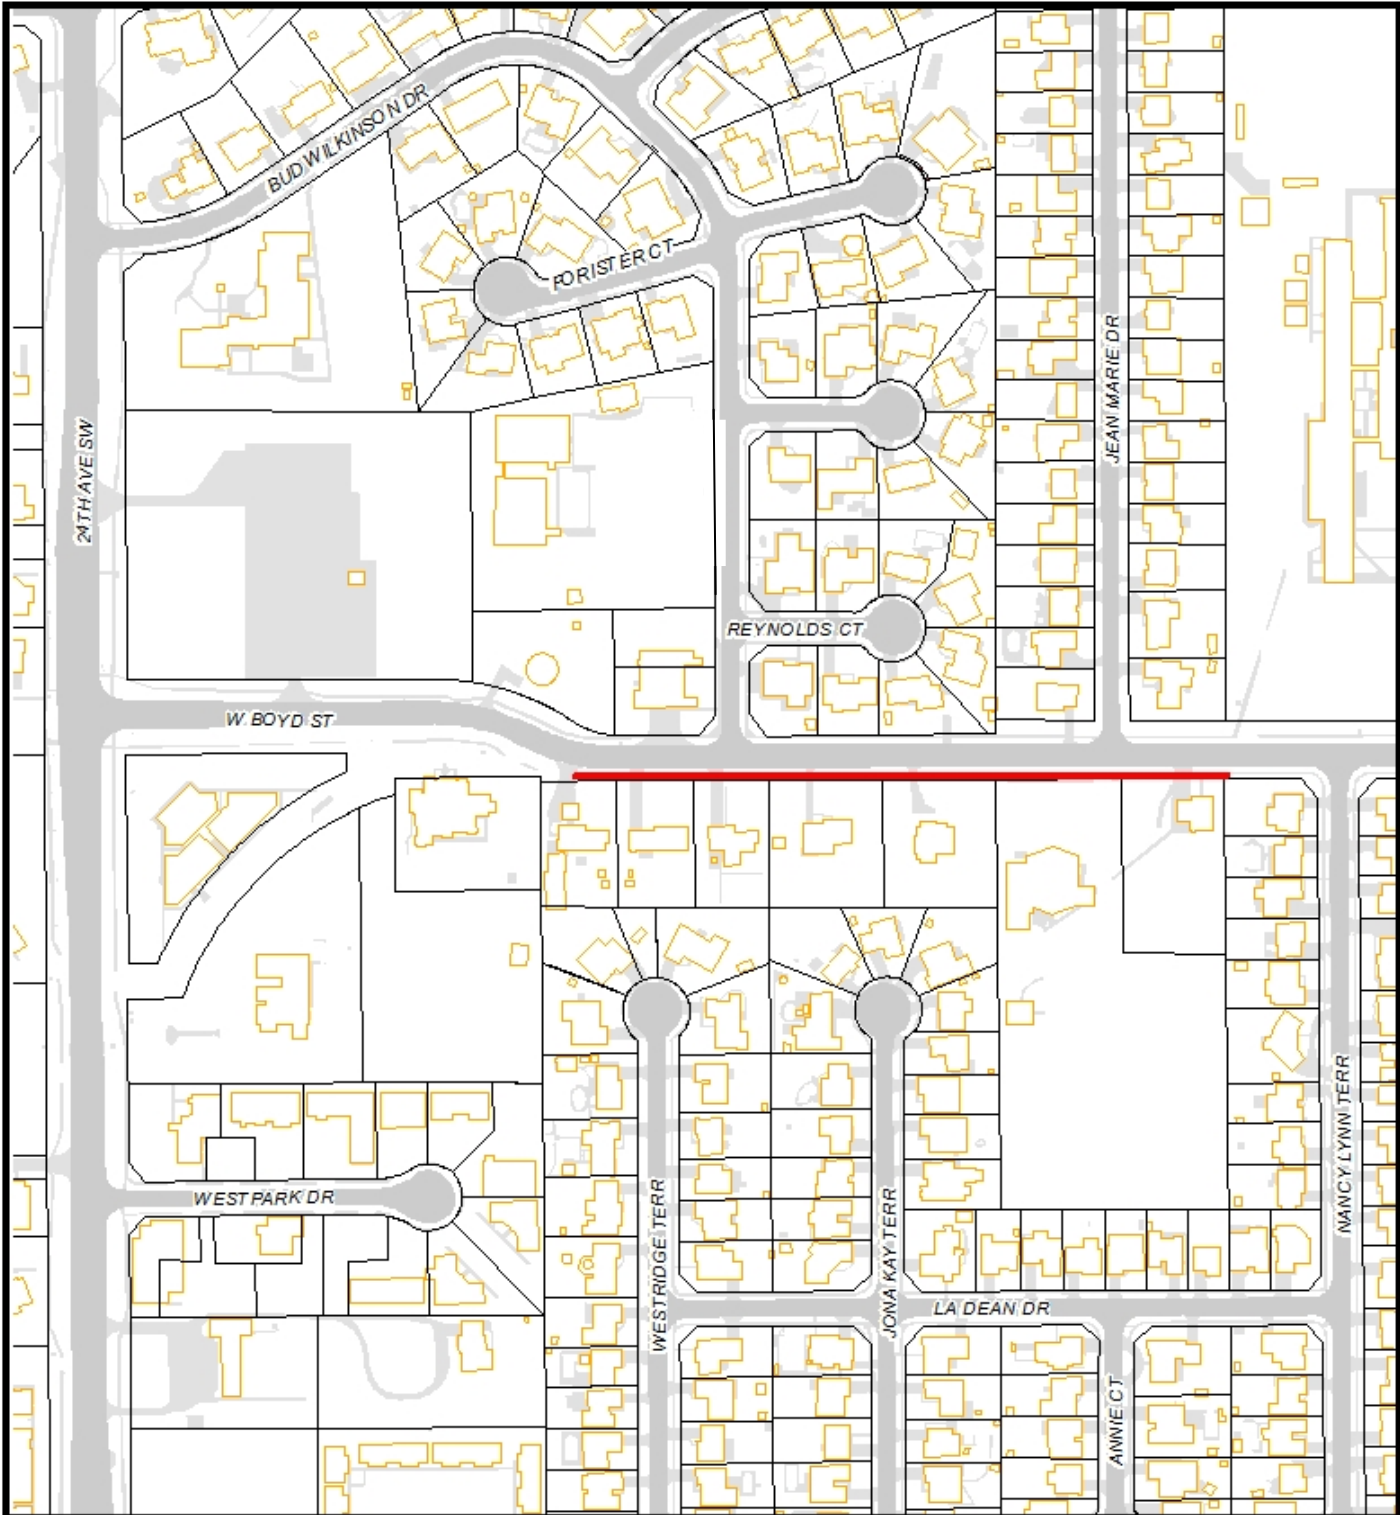 BUD WILKINSON DR
FORISTER CT
JEAN MARIE DR
24TH AVE SW
REYNOLDS CT
W BOYD ST
NANCY LYNN TERR
WESTPARK DR
WESTRIDGE TERR
JONA KAY TERR
LA DEAN DR
ANNIE CT